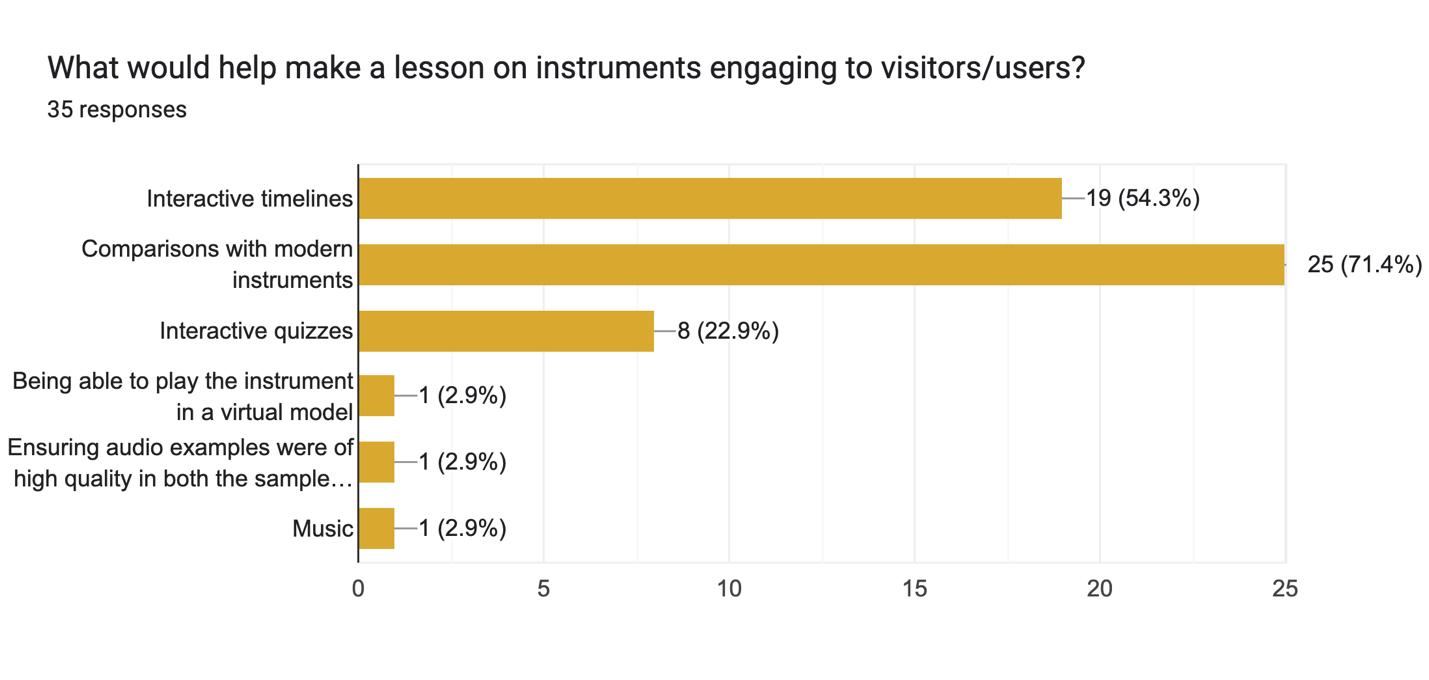 What would help make a lesson on instruments engaging to visitors/users?
35 responses
Interactive timelines
19 (54.3%)
Comparisons with modern
instruments
25 (71.4%)
Interactive quizzes
8 (22.9%)
Being able to play the instrument
in a virtual model
1 (2.9%)
Ensuring audio examples were of
high quality in both the sample…
1 (2.9%)
Music
1 (2.9%)
0 5 10 15 20 25